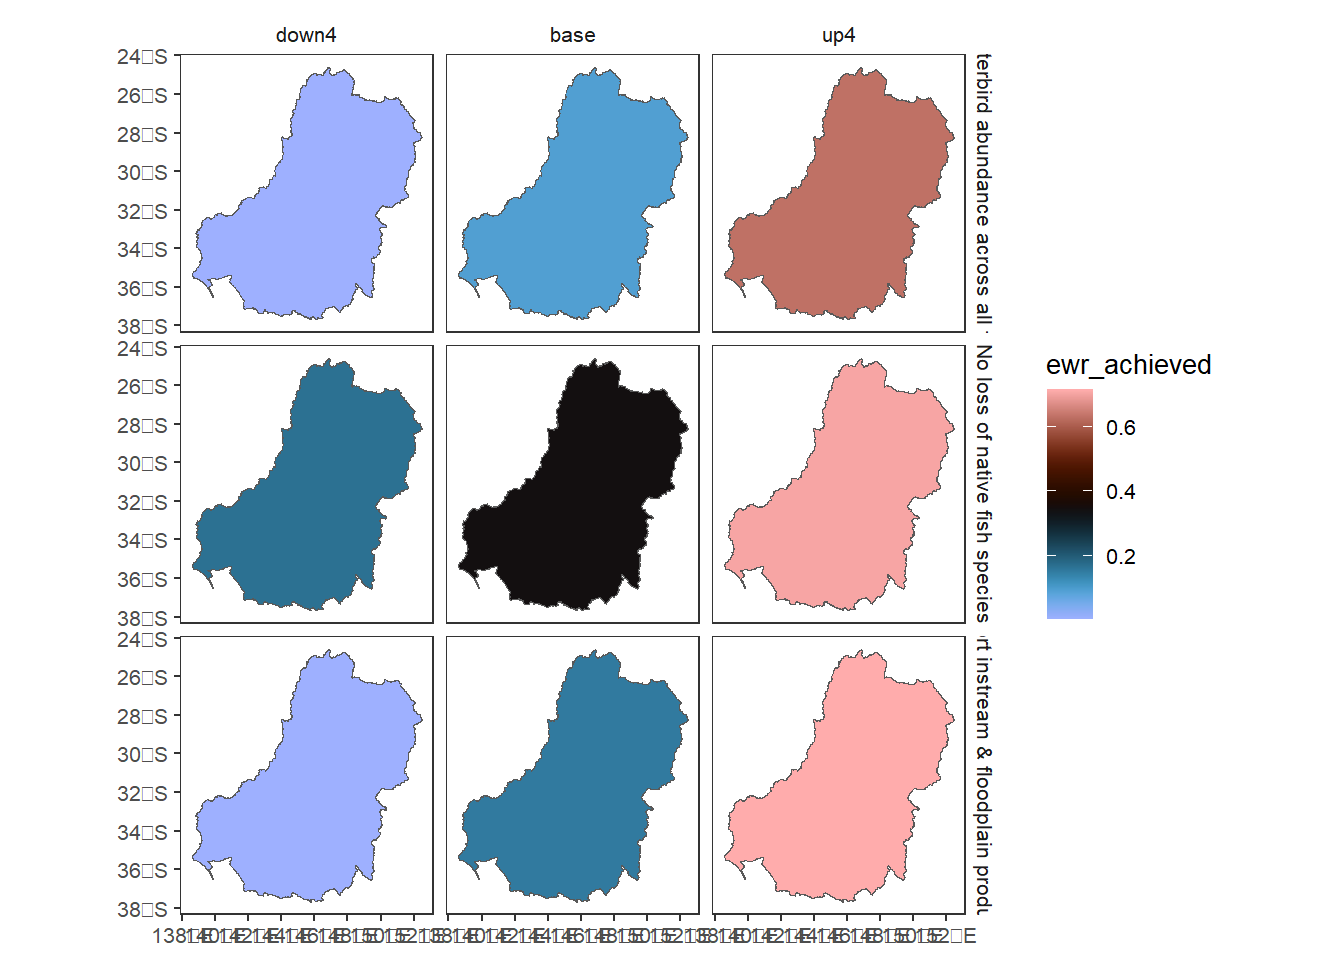 down4 base up4
24□S
26□S
28□S
30□S
32□S
34□S
36□S
38□S
terbird abundance across all
24□S
26□S
28□S
30□S
32□S
34□S
36□S
38□S
No loss of native fish species
24□S
26□S
28□S
30□S
32□S
34□S
36□S
38□S
rt instream & floodplain produ
ewr_achieved
0.6
0.4
0.2